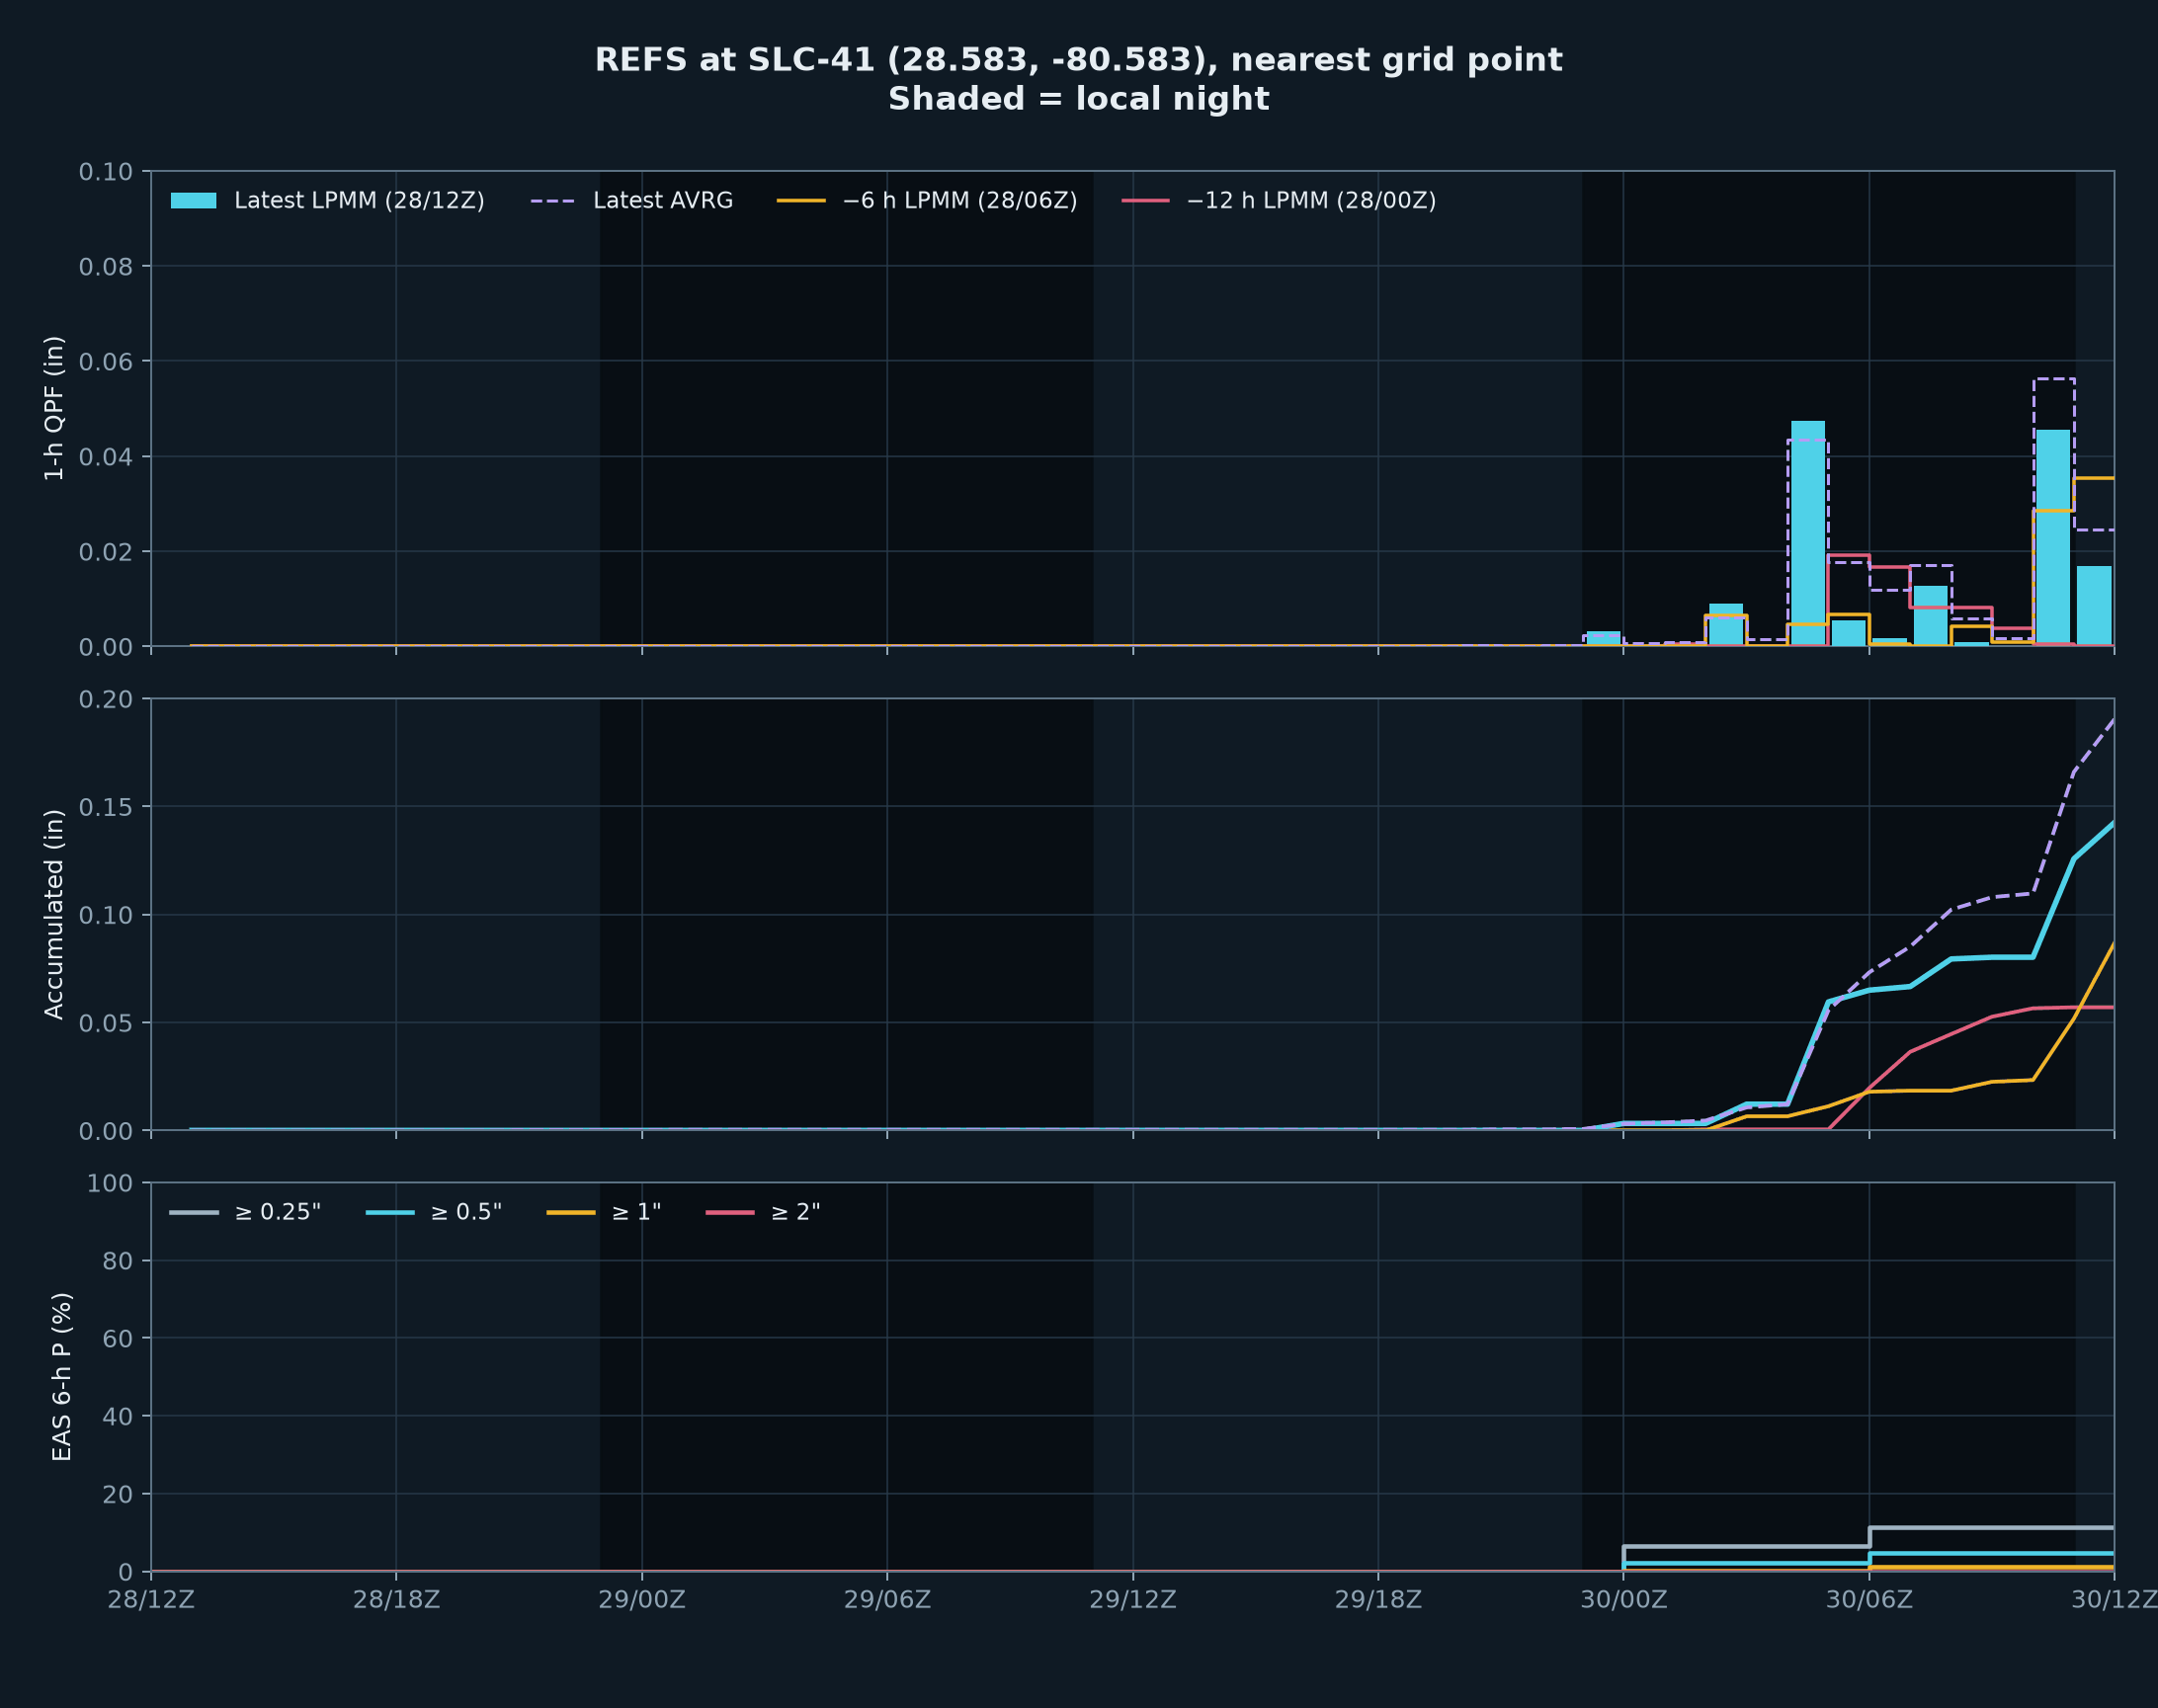 REFS at SLC-41 (28.583, -80.583), nearest grid point
Shaded = local night
0.10
Latest LPMM (28/12Z) Latest AVRG −6 h LPMM (28/06Z) −12 h LPMM (28/00Z)
0.08
0.06
1-h QPF (in)
0.04
0.02
0.00
0.20
0.15
Accumulated (in)
0.10
0.05
0.00
100
≥ 0.25" ≥ 0.5" ≥ 1" ≥ 2"
80
60
EAS 6-h P (%)
40
20
0
28/12Z 28/18Z 29/00Z 29/06Z 29/12Z 29/18Z 30/00Z 30/06Z 30/12Z